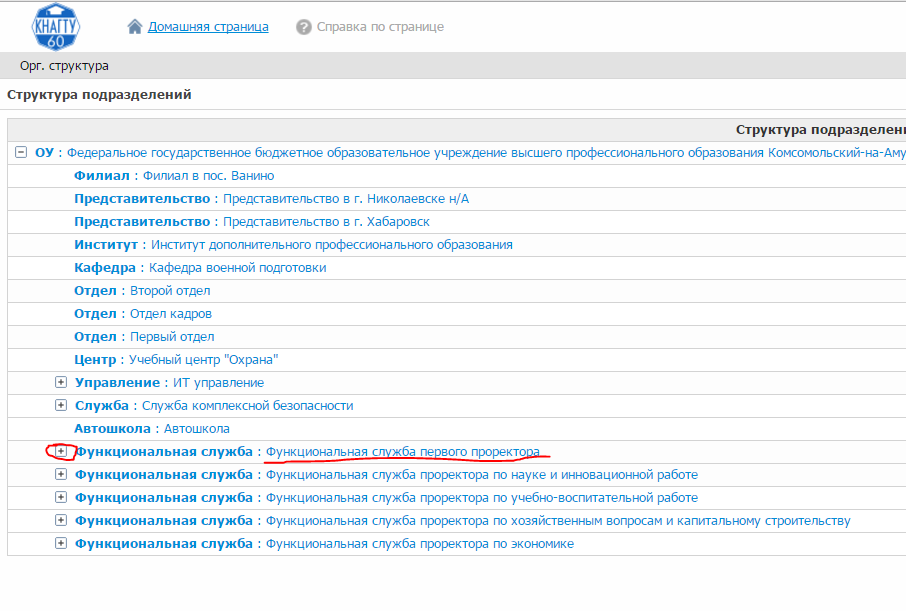 КНАГТУ
60
Домашняя страница
? Справка по странице
Орг. структура
Структура подразделений
Структура подразделен
ОУ : Федеральное государственное бюджетное образовательное учреждение высшего профессионального образования Комсомольский-на-Аму
Филиал : Филиал в пос. Ванино
Представительство : Представительство в г. Николаевске н/А
Представительство : Представительство в г. Хабаровск
Институт : Институт дополнительного профессионального образования
Кафедра : Кафедра военной подготовки
Отдел : Второй отдел
Отдел : Отдел кадров
Отдел : Первый отдел
Центр : Учебный центр "Охрана"
Управление : ИТ управление
Служба : Служба комплексной безопасности
Автошкола : Автошкола
Функциональная служба : Функциональная служба первого проректора
Функциональная служба : Функциональная служба проректора по науке и инновационной работе
Функциональная служба : Функциональная служба проректора по учебно-воспитательной работе
Функциональная служба : Функциональная служба проректора по хозяйственным вопросам и капитальному строительству
Функциональная служба : Функциональная служба проректора по экономике